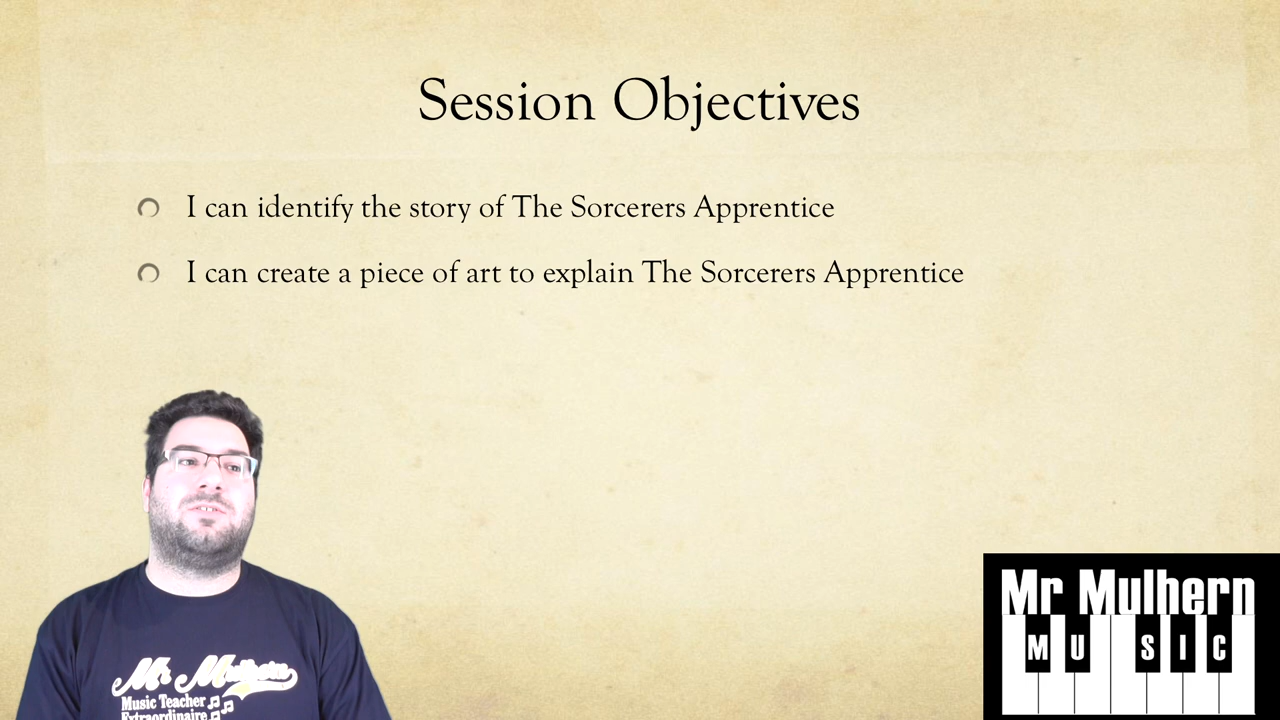 Session Objectives
I can identify the story of The Sorcerers Apprentice
I can create a piece of art to explain The Sorcerers Apprentice
Mr Mulhern
Music Teacher
Extraordinaire
Mr Mulhern
MUSIC